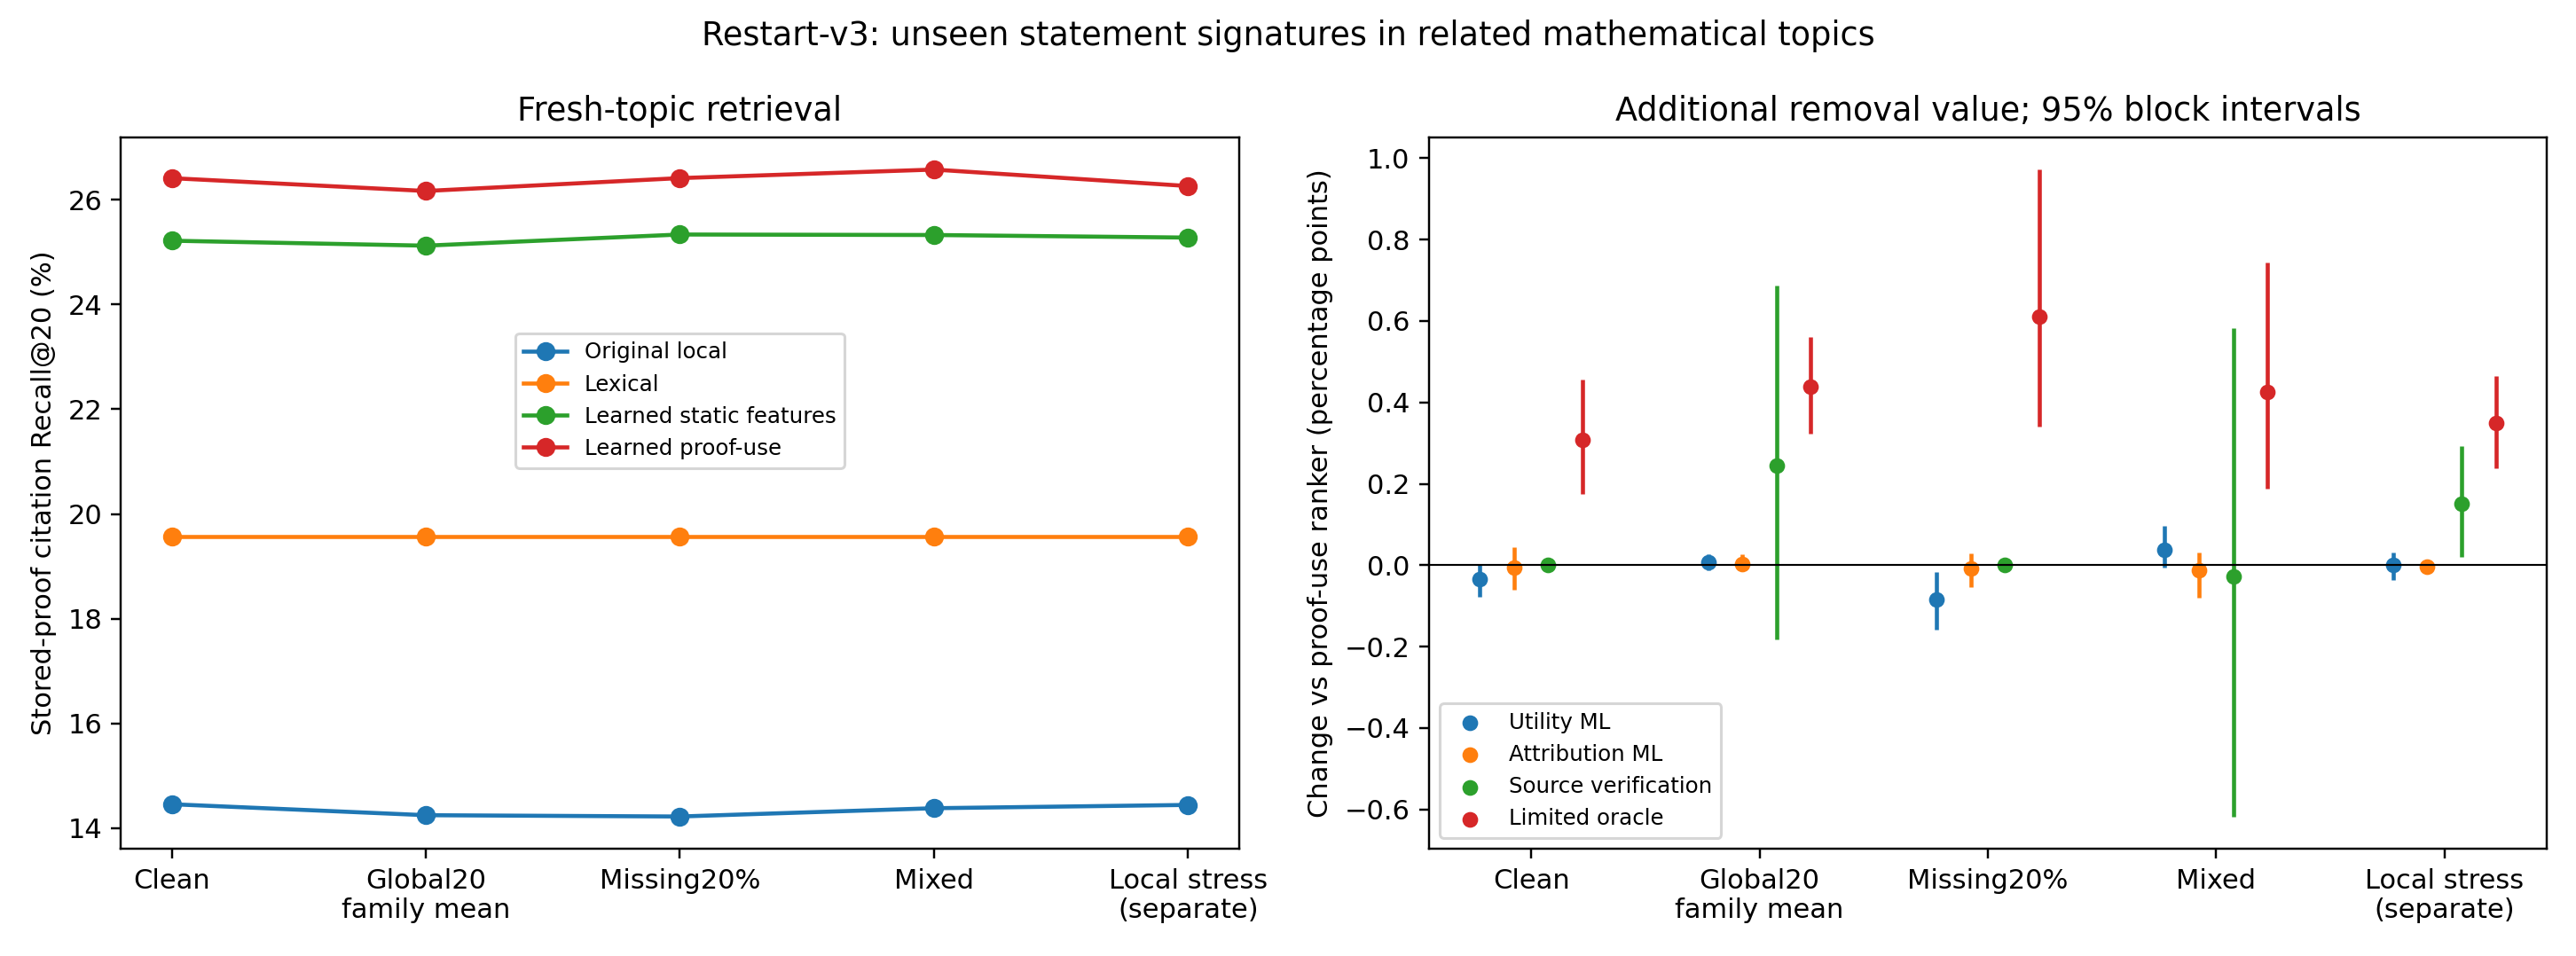 Restart-v3: unseen statement signatures in related mathematical topics
Fresh-topic retrieval
Stored-proof citation Recall@20 (%)
26
24
22
20
18
16
14
Original local
Lexical
Learned static features
Learned proof-use
Clean
Global20
family mean
Missing20%
Mixed
Local stress
(separate)
Additional removal value; 95% block intervals
Change vs proof-use ranker (percentage points)
1.0
0.8
0.6
0.4
0.2
0.0
−0.2
−0.4
−0.6
Utility ML
Attribution ML
Source verification
Limited oracle
Clean
Global20
family mean
Missing20%
Mixed
Local stress
(separate)